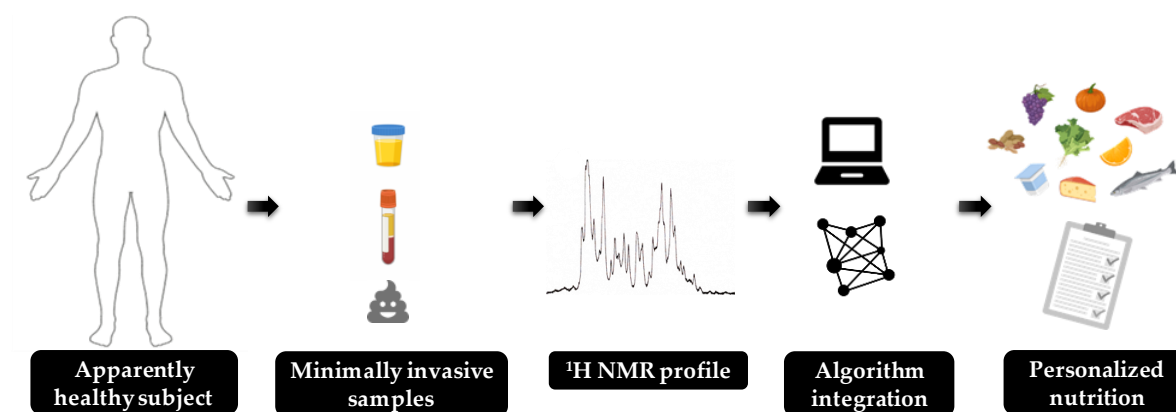 Apparently
healthy subject
Minimally invasive
samples
¹H NMR profile
Algorithm
integration
Personalized
nutrition